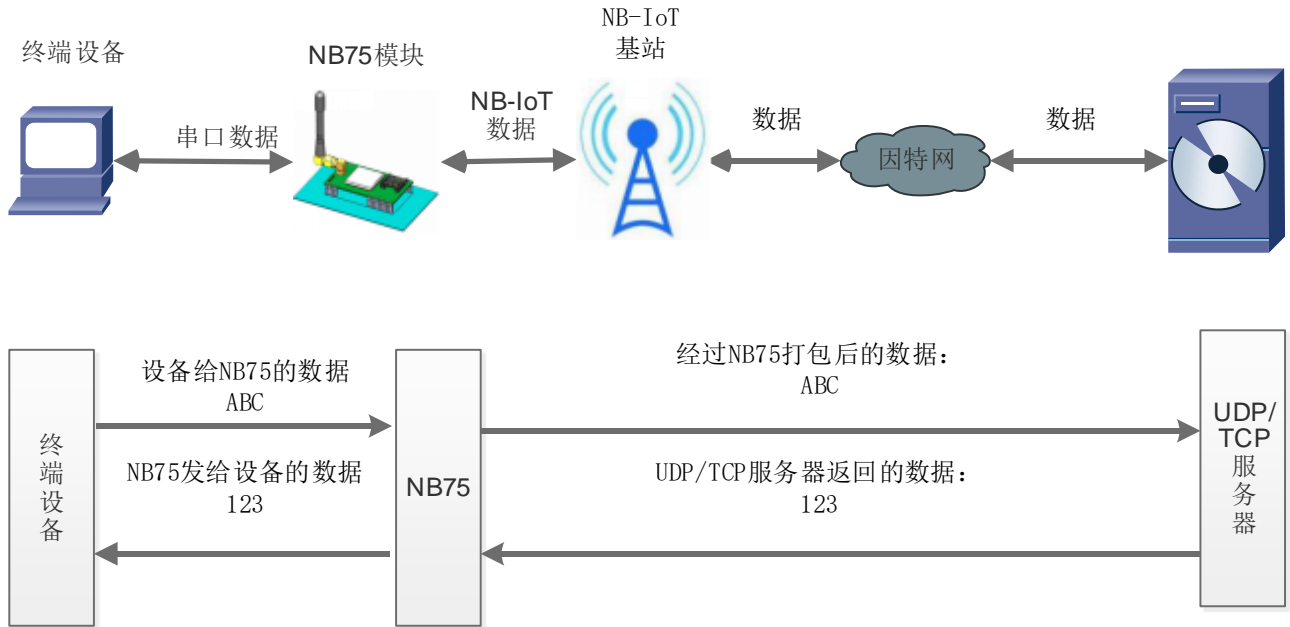 NB-IoT
基站
终端设备
NB75模块
NB-IoT
数据
串口数据
数据
数据
因特网
经过NB75打包后的数据：
ABC
设备给NB75的数据
ABC
UDP/
TCP
服
务
器
终
端
设
备
NB75发给设备的数据
123
NB75
UDP/TCP服务器返回的数据：
123